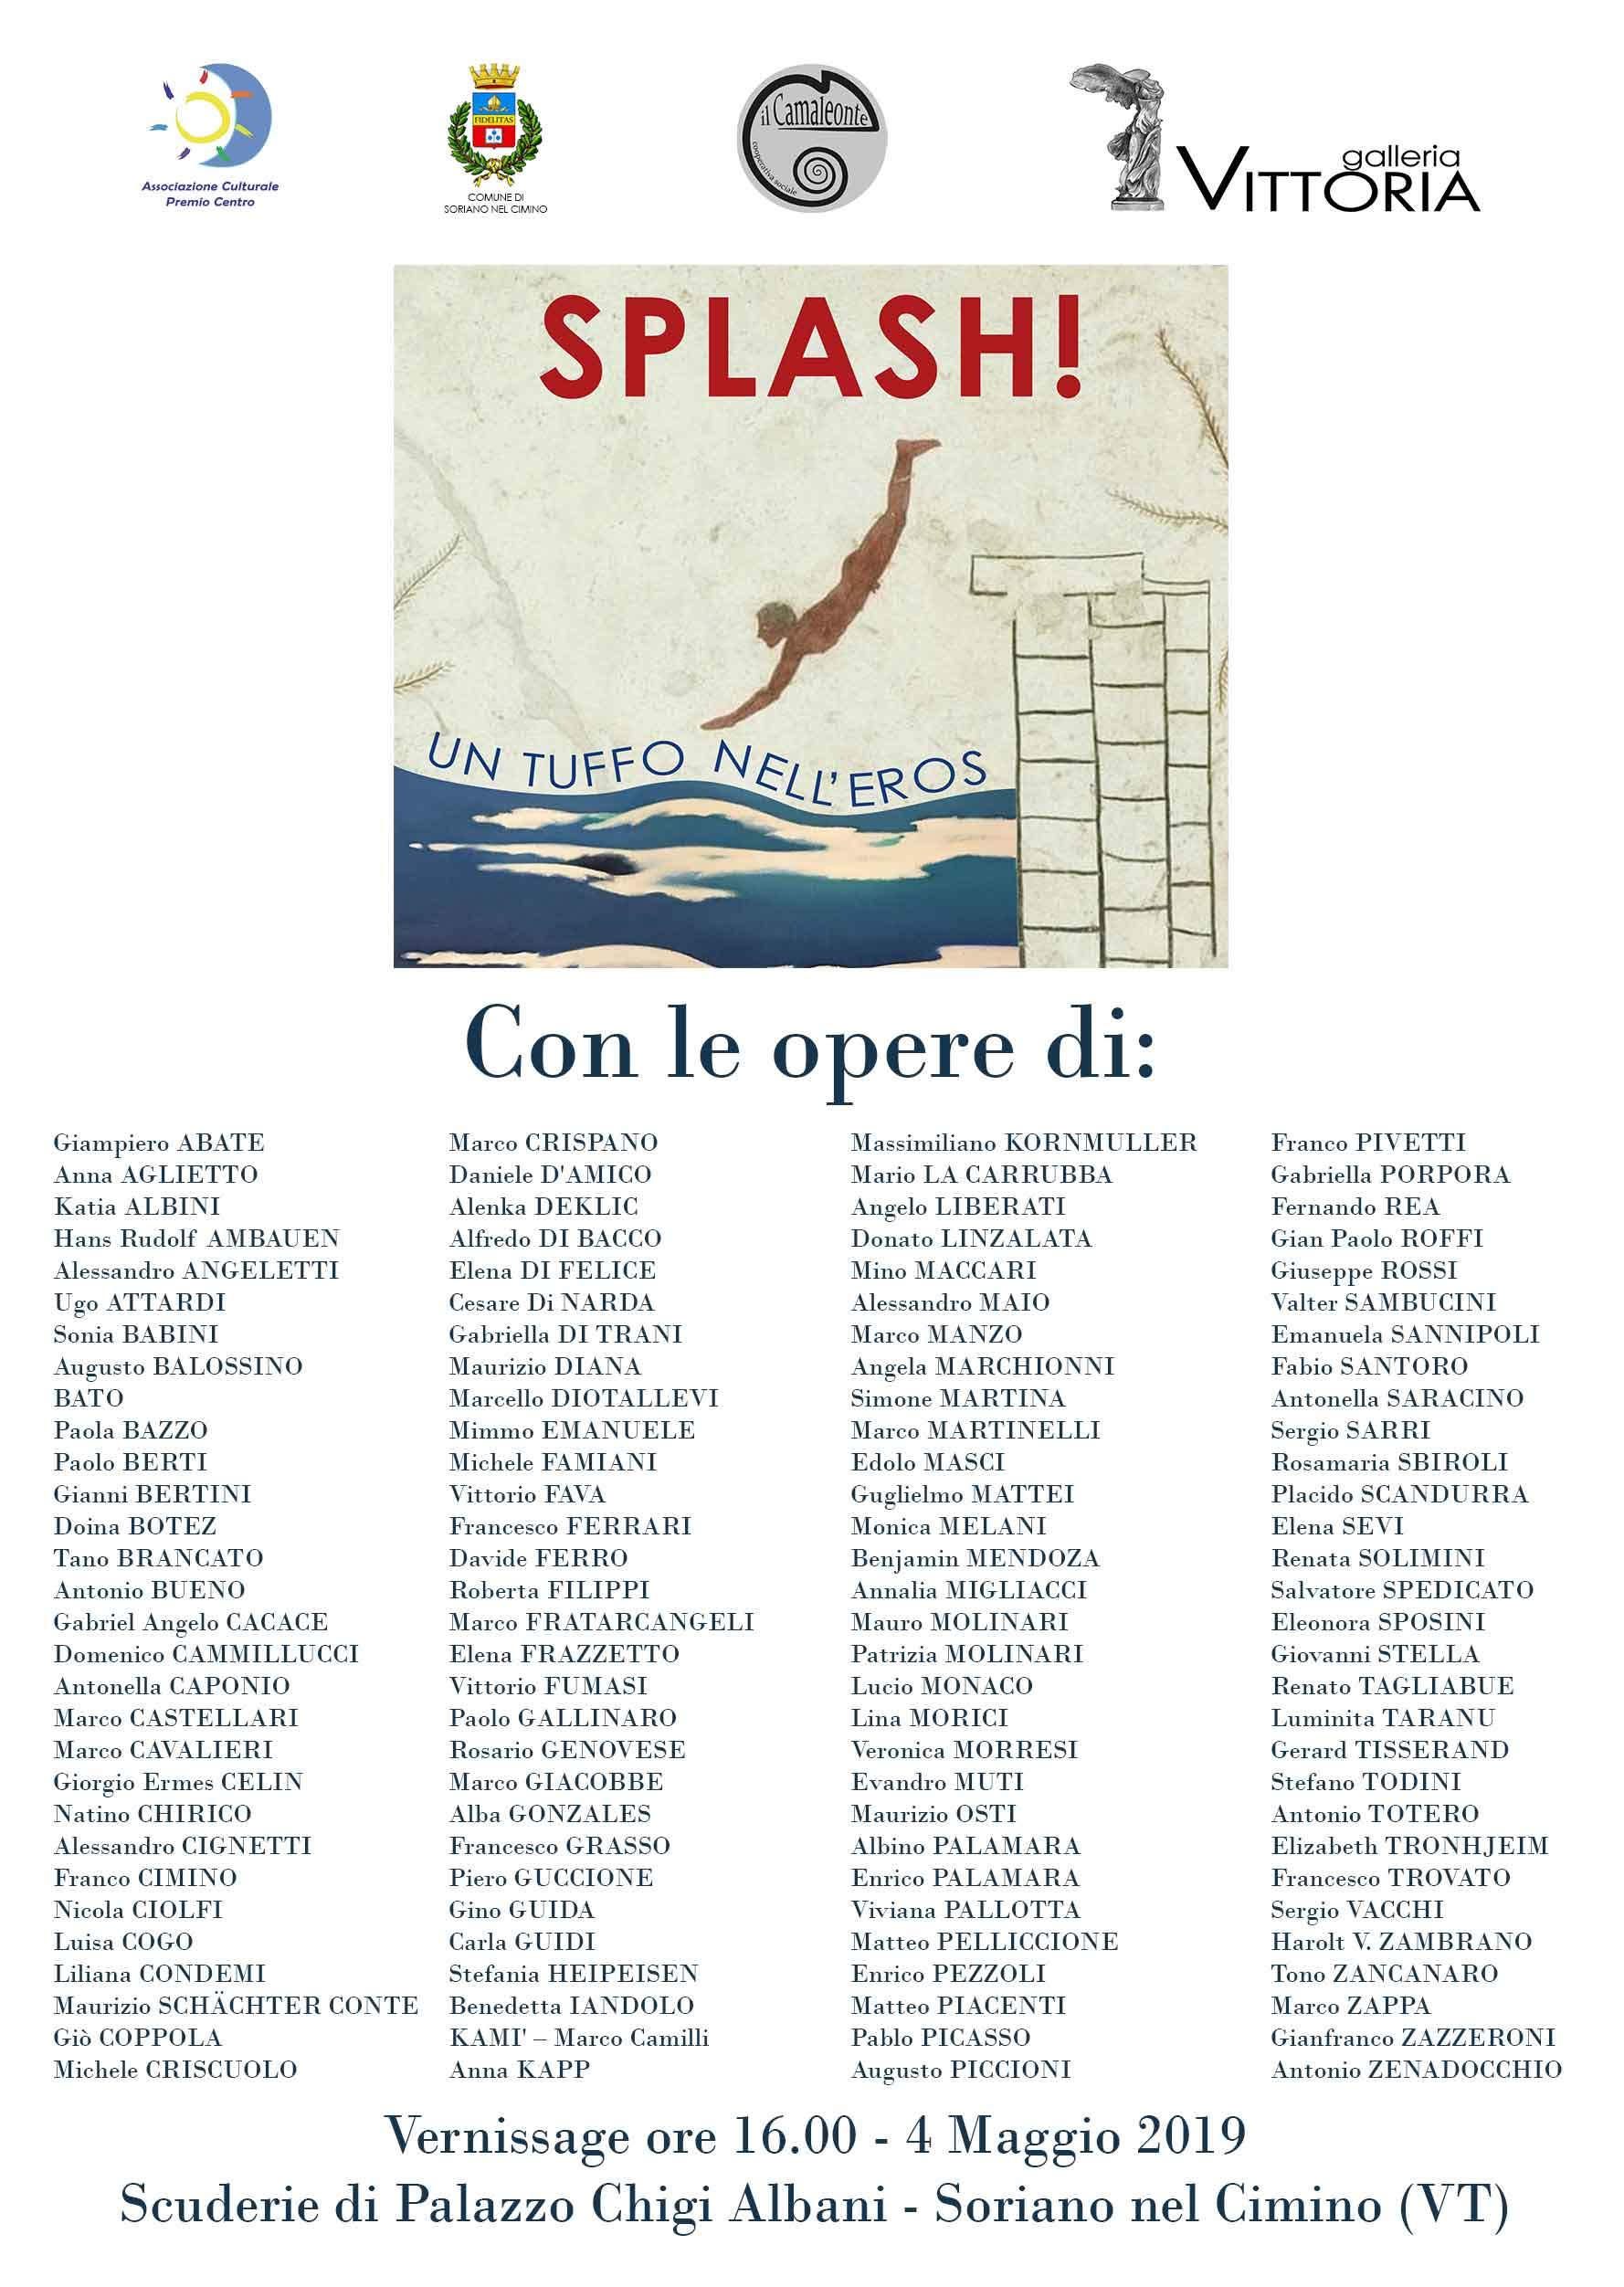 Associazione Culturale
Premio Centro
FIDELITAS
COMUNE DI
SORIANO NEL CIMINO
il Camaleonte
cooperativa sociale
galleria
VITTORIA
SPLASH!
UN TUFFO NELL'EROS
Con le opere di:
Giampiero ABATE
Anna AGLIETTO
Katia ALBINI
Hans Rudolf AMBAUEN
Alessandro ANGELETTI
Ugo ATTARDI
Sonia BABINI
Augusto BALOSSINO
BATO
Paola BAZZO
Paolo BERTI
Gianni BERTINI
Doina BOTEZ
Tano BRANCATO
Antonio BUENO
Gabriel Angelo CACACE
Domenico CAMMILLUCCI
Antonella CAPONIO
Marco CASTELLARI
Marco CAVALIERI
Giorgio Ermes CELIN
Natino CHIRICO
Alessandro CIGNETTI
Franco CIMINO
Nicola CIOLFI
Luisa COGO
Liliana CONDEMI
Maurizio SCHÄCHTER CONTE
Giò COPPOLA
Michele CRISCUOLO
Marco CRISPANO
Daniele D'AMICO
Alenka DEKLIC
Alfredo DI BACCO
Elena DI FELICE
Cesare Di NARDA
Gabriella DI TRANI
Maurizio DIANA
Marcello DIOTALLEVI
Mimmo EMANUELE
Michele FAMIANI
Vittorio FAVA
Francesco FERRARI
Davide FERRO
Roberta FILIPPI
Marco FRATARCANGELI
Elena FRAZZETTO
Vittorio FUMASI
Paolo GALLINARO
Rosario GENOVESE
Marco GIACOBBE
Alba GONZALES
Francesco GRASSO
Piero GUCCIONE
Gino GUIDA
Carla GUIDI
Stefania HEIPEISEN
Benedetta IANDOLO
KAMI' – Marco Camilli
Anna KAPP
Massimiliano KORNMULLER
Mario LA CARRUBBA
Angelo LIBERATI
Donato LINZALATA
Mino MACCARI
Alessandro MAIO
Marco MANZO
Angela MARCHIONNI
Simone MARTINA
Marco MARTINELLI
Edolo MASCI
Guglielmo MATTEI
Monica MELANI
Benjamin MENDOZA
Annalia MIGLIACCI
Mauro MOLINARI
Patrizia MOLINARI
Lucio MONACO
Lina MORICI
Veronica MORRESI
Evandro MUTI
Maurizio OSTI
Albino PALAMARA
Enrico PALAMARA
Viviana PALLOTTA
Matteo PELLICCIONE
Enrico PEZZOLI
Matteo PIACENTI
Pablo PICASSO
Augusto PICCIONI
Franco PIVETTI
Gabriella PORPORA
Fernando REA
Gian Paolo ROFFI
Giuseppe ROSSI
Valter SAMBUCINI
Emanuela SANNIPOLI
Fabio SANTORO
Antonella SARACINO
Sergio SARRI
Rosamaria SBIROLI
Placido SCANDURRA
Elena SEVI
Renata SOLIMINI
Salvatore SPEDICATO
Eleonora SPOSINI
Giovanni STELLA
Renato TAGLIABUE
Luminita TARANU
Gerard TISSERAND
Stefano TODINI
Antonio TOTERO
Elizabeth TRONHJEIM
Francesco TROVATO
Sergio VACCHI
Harolt V. ZAMBRANO
Tono ZANCANARO
Marco ZAPPA
Gianfranco ZAZZERONI
Antonio ZENADOCCHIO
Vernissage ore 16.00 - 4 Maggio 2019
Scuderie di Palazzo Chigi Albani - Soriano nel Cimino (VT)